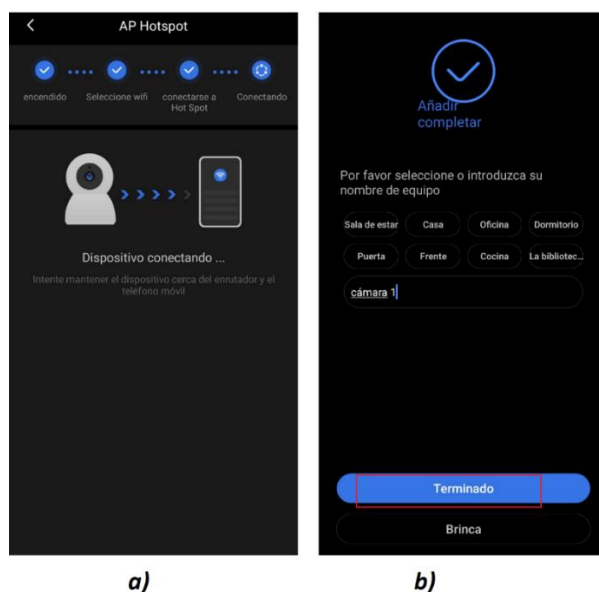 AP Hotspot
encendido
Seleccione wifi
conectarse a
Hot Spot
Conectando
Dispositivo conectando ...
Intente mantener el dispositivo cerca del enrutador y el
teléfono móvil
a)
Añadir
completar
Por favor seleccione o introduzca su
nombre de equipo
Sala de estar
Casa
Oficina
Dormitorio
Puerta
Frente
Cocina
La bibliotec...
cámara 1
Terminado
Brinca
b)